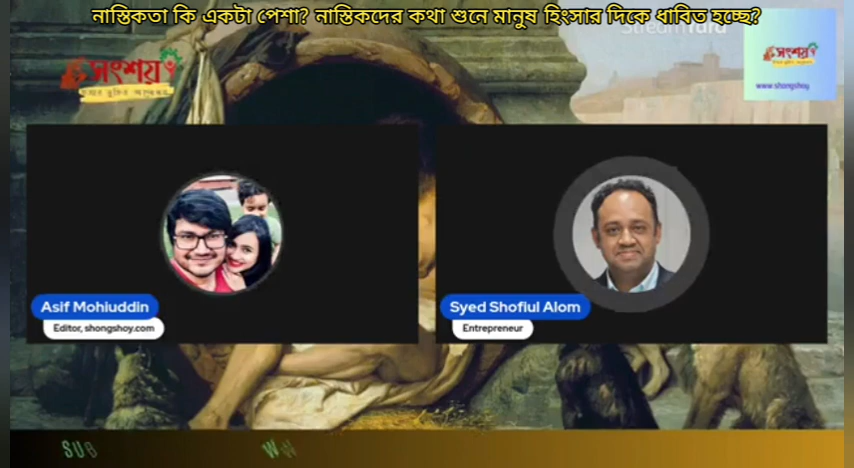 নাস্তিকতা কি একটা পেশা? নাস্তিকদের কথা শুনে মানুষ হিংসার দিকে ধাবিত হচ্ছে?
StreamYard
সংশয়
সংশয়
www.shongshoy
Asif Mohiuddin
Editor, shongshoy.com
Syed Shofiul Alom
Entrepreneur
SUB